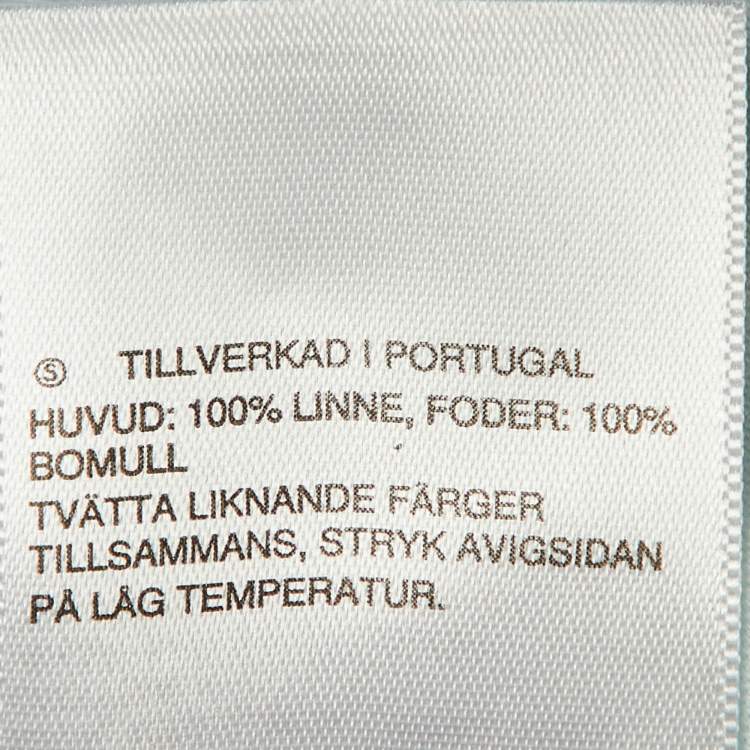 Ⓢ TILLVERKAD I PORTUGAL
HUVUD: 100% LINNE, FODER: 100%
BOMULL
TVÄTTA LIKNANDE FÄRGER
TILLSAMMANS, STRYK AVIGSIDAN
PÅ LÅG TEMPERATUR.